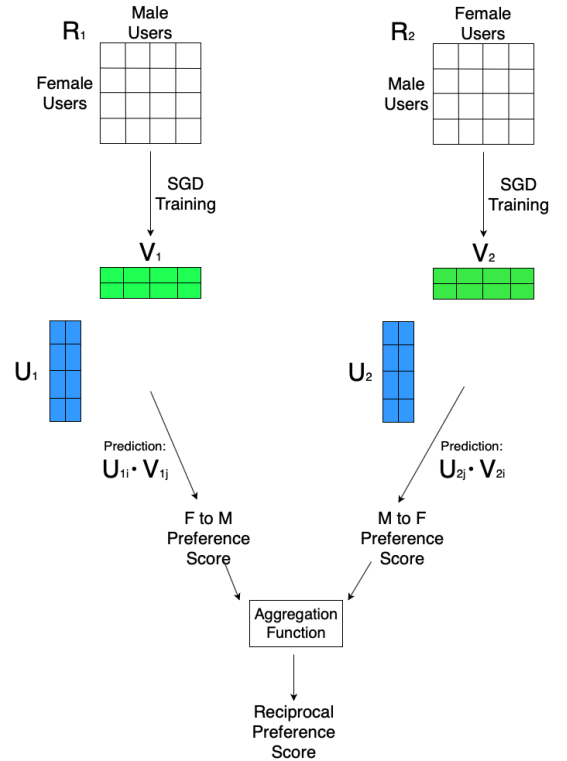 Male
Users
R1
Female
Users
SGD
Training
V1
U1
Prediction:
U1i · V1j
F to M
Preference
Score
Female
Users
R2
Male
Users
SGD
Training
V2
U2
Prediction:
U2j · V2i
M to F
Preference
Score
Aggregation
Function
Reciprocal
Preference
Score